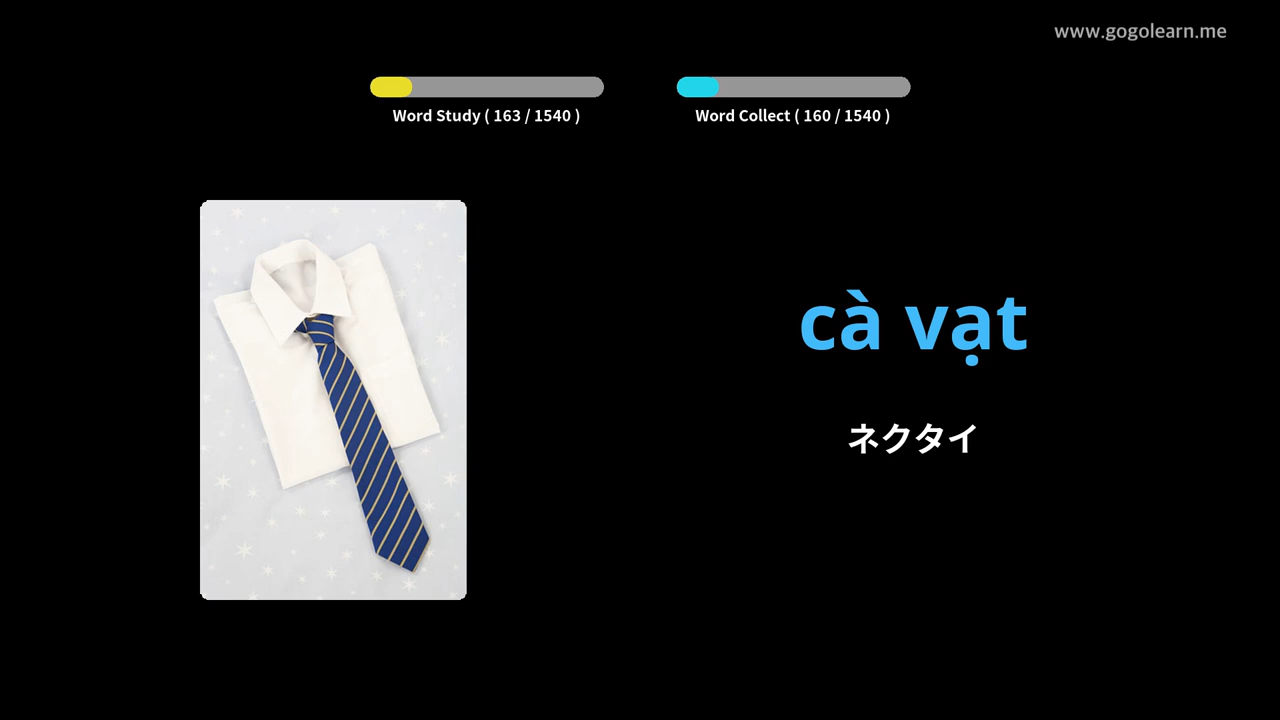 www.gogolearn.me
Word Study ( 163 / 1540 )
Word Collect ( 160 / 1540 )
cà vạt
ネクタイ